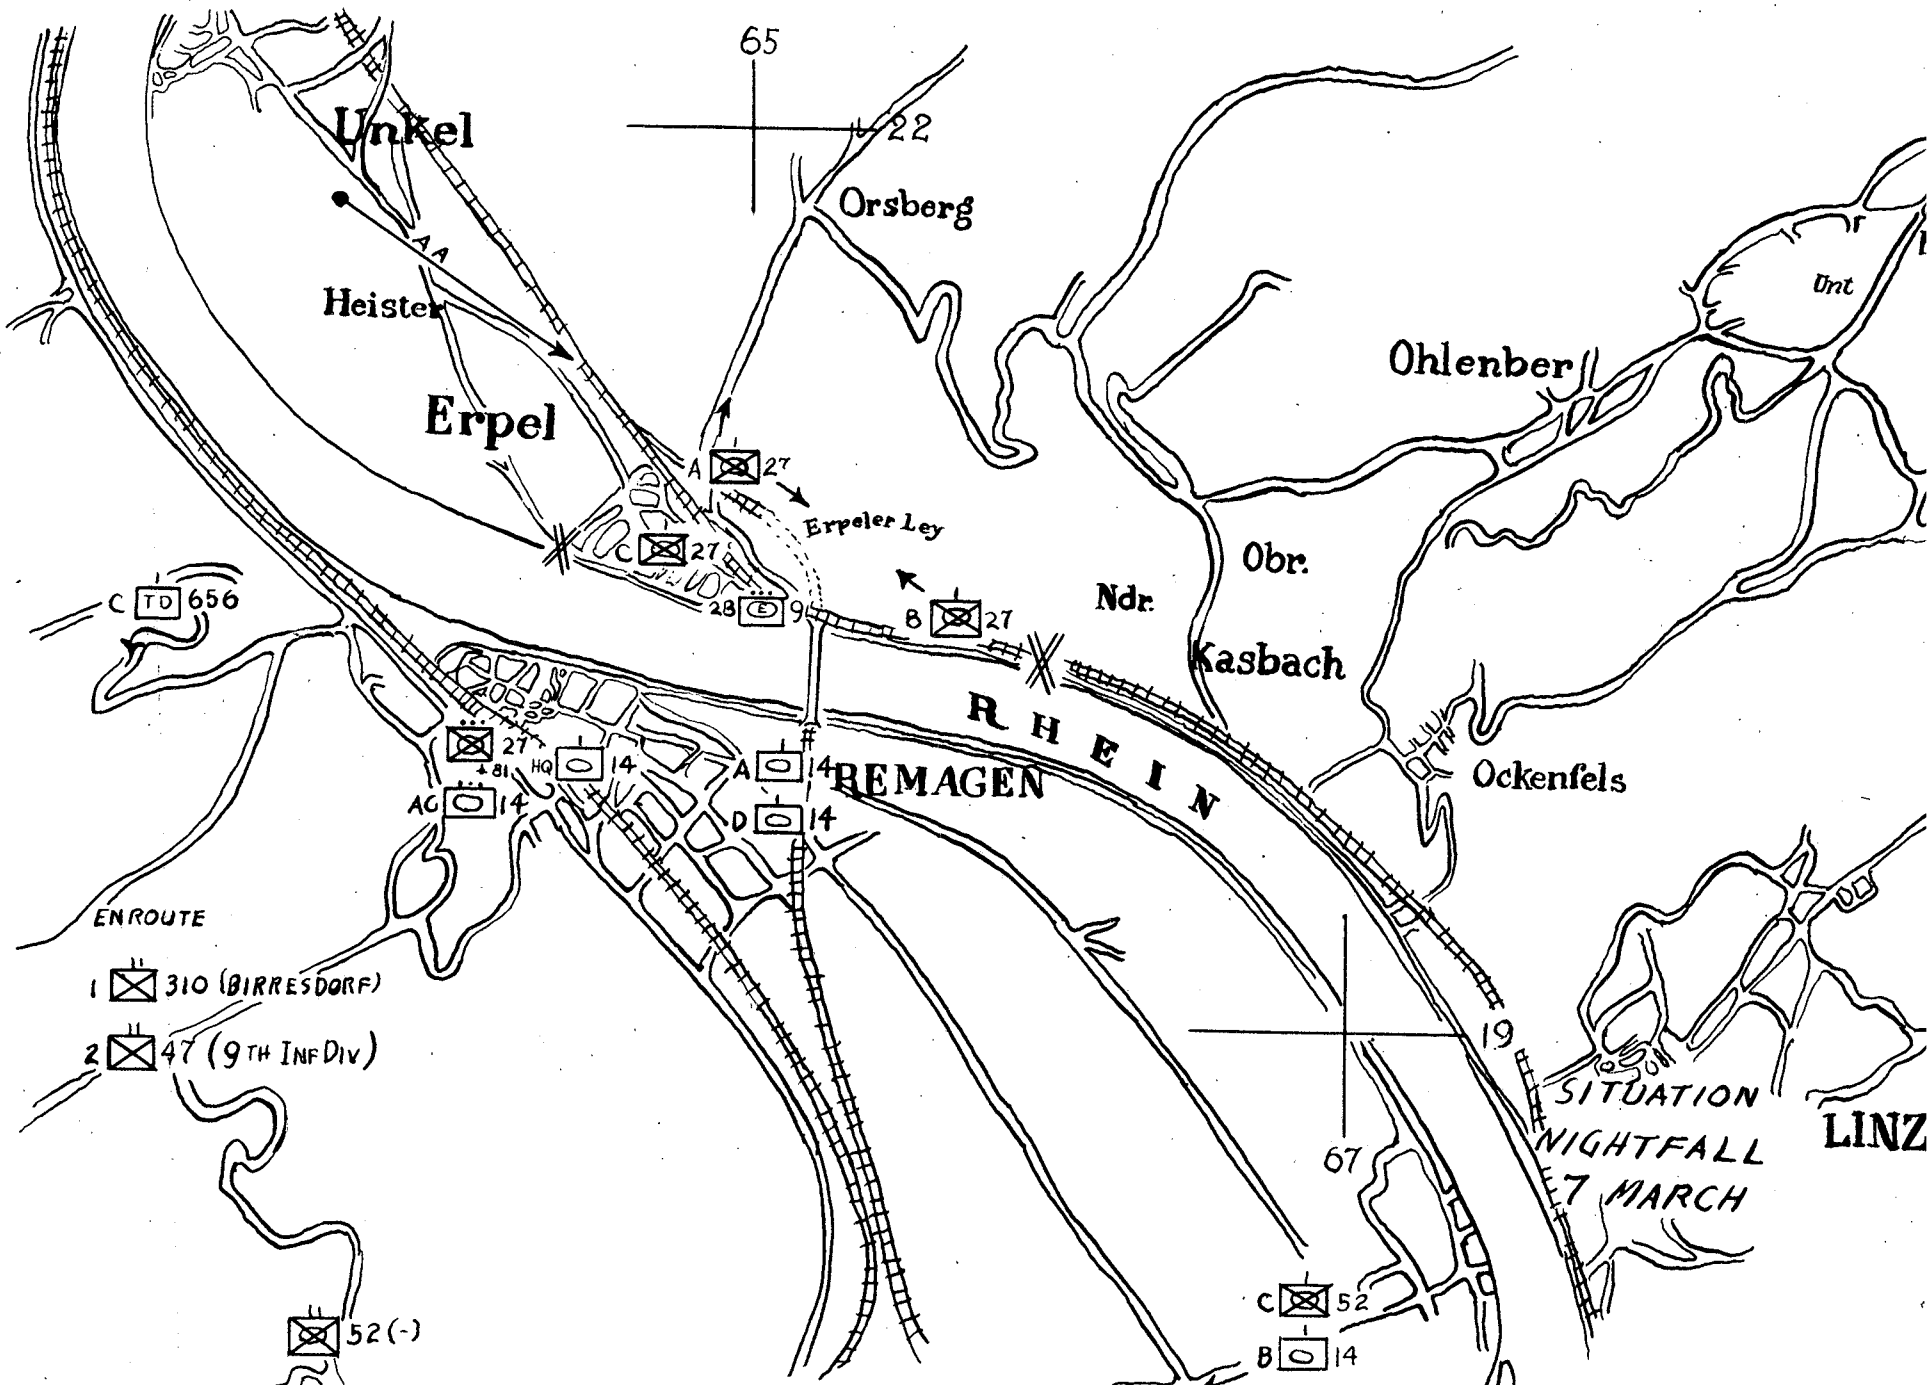 65
Unkel
22
Orsberg
AA
Heister
Unt
Ohlenber
Erpel
A 27
Erpeler Ley
C 27
Obr.
C TD 656
28 E 9
B 27
Ndr.
Kasbach
RHEIN
27
81
HQ 14
A 14
REMAGEN
Ockenfels
AC 14
D 14
ENROUTE
1 310 (BIRRESDORF)
2 47 (9TH INF DIV)
19
SITUATION
NIGHTFALL
7 MARCH
LINZ
67
C 52
52 (-)
B 14